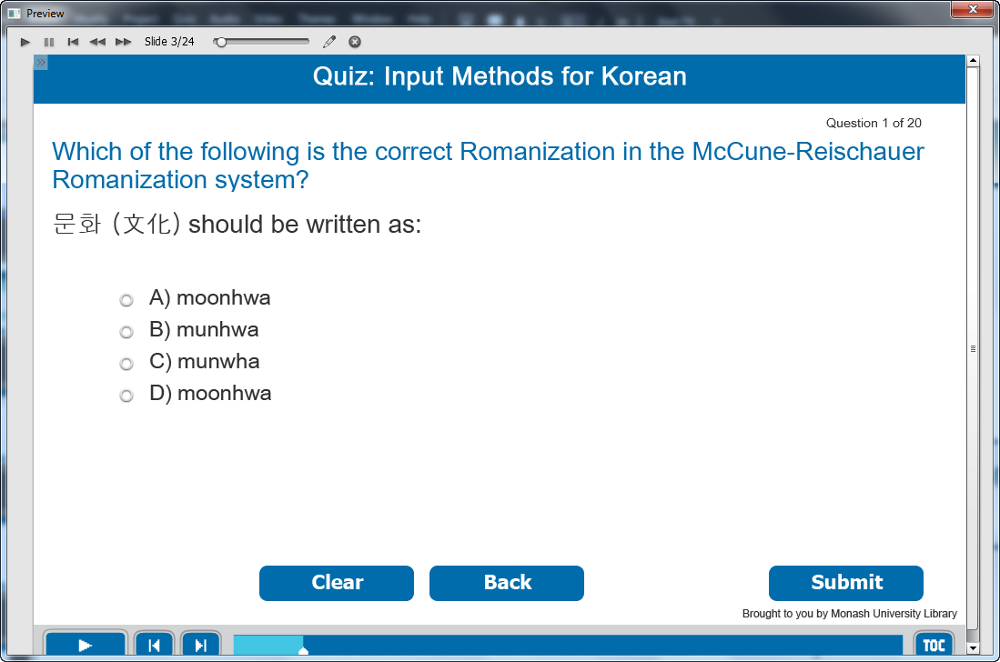 Preview
Slide 3/24
Quiz: Input Methods for Korean
Question 1 of 20
Which of the following is the correct Romanization in the McCune-Reischauer
Romanization system?
문화 (文化) should be written as:
A) moonhwa
B) munhwa
C) munwha
D) moonhwa
Clear
Back
Submit
Brought to you by Monash University Library
TOC